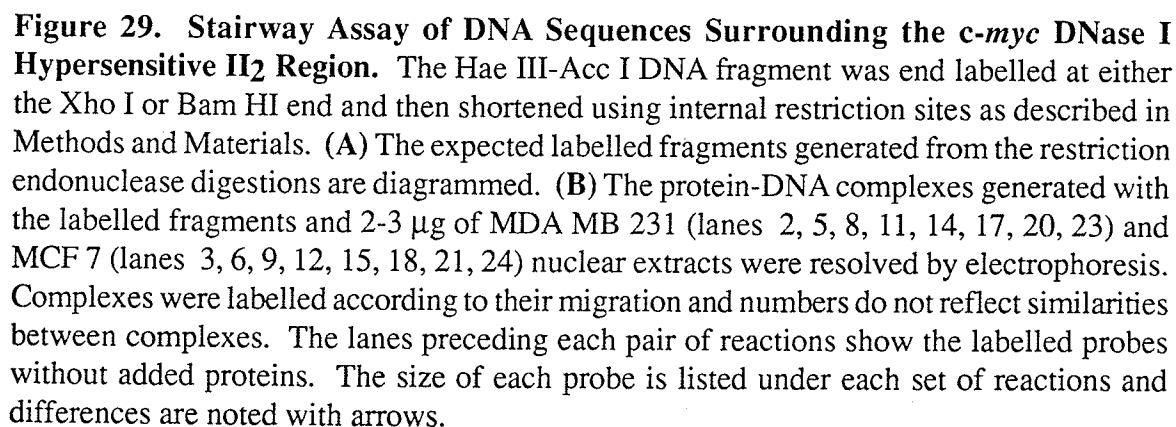 Figure 29. Stairway Assay of DNA Sequences Surrounding the c-myc DNase I
Hypersensitive II2 Region. The Hae III-Acc I DNA fragment was end labelled at either
the Xho I or Bam HI end and then shortened using internal restriction sites as described in
Methods and Materials. (A) The expected labelled fragments generated from the restriction
endonuclease digestions are diagrammed. (B) The protein-DNA complexes generated with
the labelled fragments and 2-3 µg of MDA MB 231 (lanes 2, 5, 8, 11, 14, 17, 20, 23) and
MCF 7 (lanes 3, 6, 9, 12, 15, 18, 21, 24) nuclear extracts were resolved by electrophoresis.
Complexes were labelled according to their migration and numbers do not reflect similarities
between complexes. The lanes preceding each pair of reactions show the labelled probes
without added proteins. The size of each probe is listed under each set of reactions and
differences are noted with arrows.